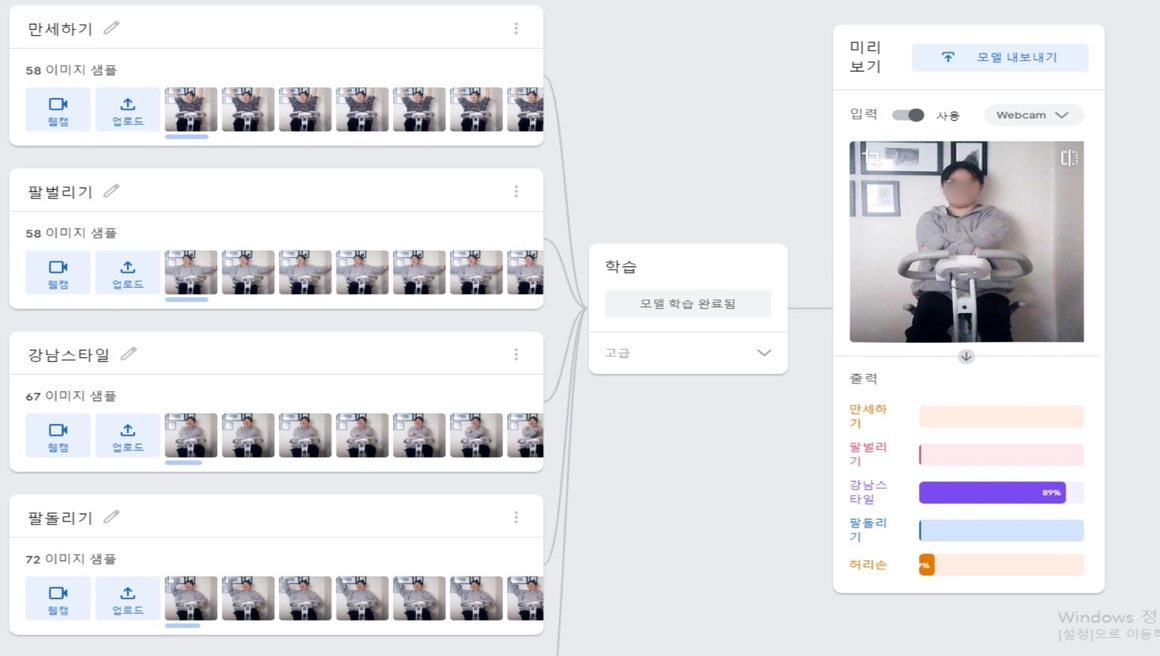 만세하기
58 이미지 샘플
웹캠
업로드
팔벌리기
58 이미지 샘플
웹캠
업로드
강남스타일
67 이미지 샘플
웹캠
업로드
팔돌리기
72 이미지 샘플
웹캠
업로드
학습
모델 학습 완료됨
고급
미리
보기
모델 내보내기
입력
사용
Webcam
출력
만세하
기
팔벌리
기
강남스
타일
89%
팔돌리
기
허리손
Windows 정
[설정]으로 이동하